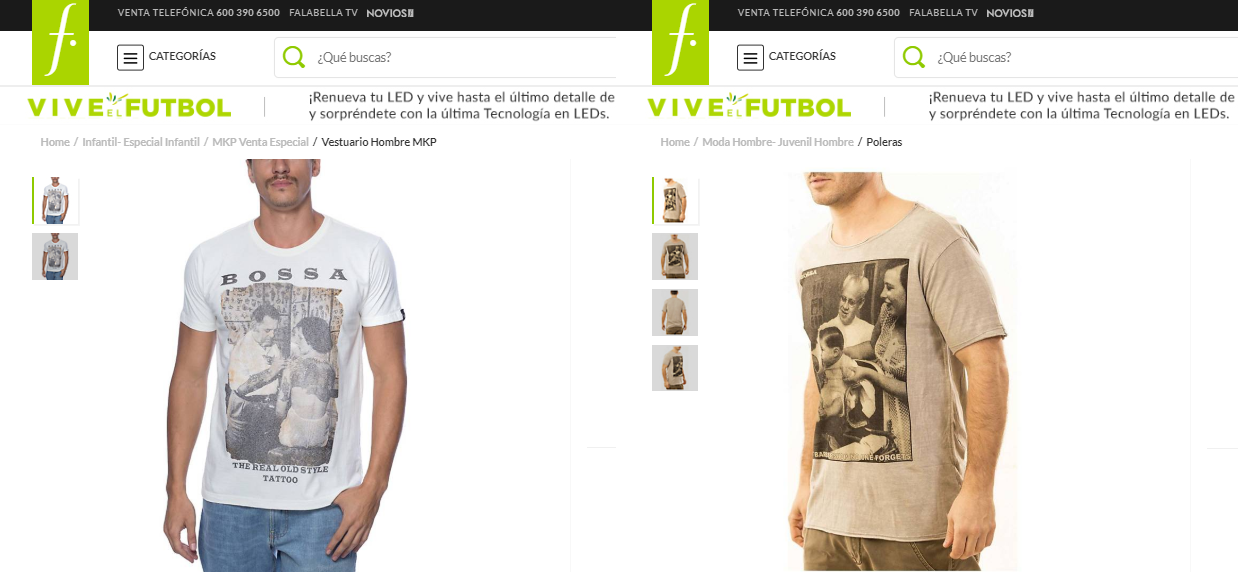 VENTA TELEFÓNICA 600 390 6500 FALABELLA TV NOVIOS
f.
CATEGORÍAS
¿Qué buscas?
VIVE EL FUTBOL
¡Renueva tu LED y vive hasta el último detalle de
y sorpréndete con la última Tecnología en LEDs.
Home / Infantil- Especial Infantil / MKP Venta Especial / Vestuario Hombre MKP
BOSSA
THE REAL OLD STYLE
TATTOO
VENTA TELEFÓNICA 600 390 6500 FALABELLA TV NOVIOS
f.
CATEGORÍAS
¿Qué buscas?
VIVE EL FUTBOL
¡Renueva tu LED y vive hasta el último detalle de
y sorpréndete con la última Tecnología en LEDs.
Home / Moda Hombre- Juvenil Hombre / Poleras
BOSSA